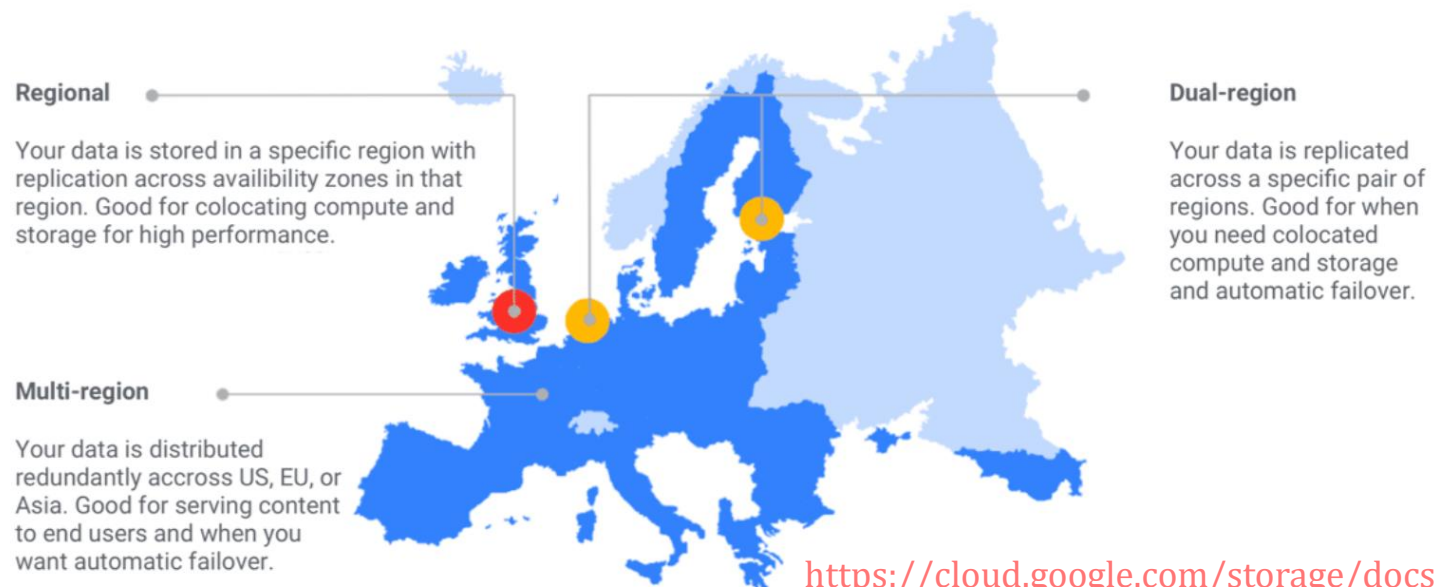 Regional
Your data is stored in a specific region with
replication across availibility zones in that
region. Good for colocating compute and
storage for high performance.
Multi-region
Your data is distributed
redundantly accross US, EU, or
Asia. Good for serving content
to end users and when you
want automatic failover.
Dual-region
Your data is replicated
across a specific pair of
regions. Good for when
you need colocated
compute and storage
and automatic failover.
https://cloud.google.com/storage/docs